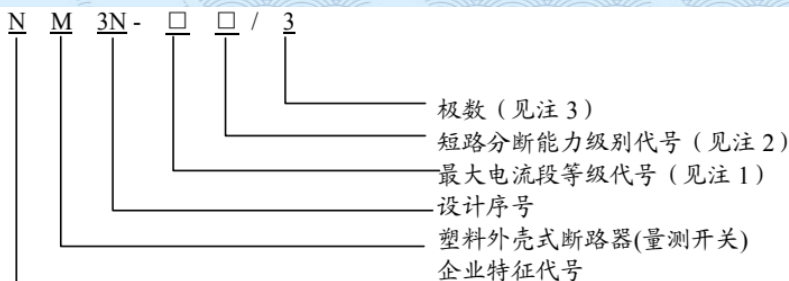 N M 3N - □ □ / 3
极数（见注 3）
短路分断能力级别代号（见注 2）
最大电流段等级代号（见注 1）
设计序号
塑料外壳式断路器(量测开关)
企业特征代号